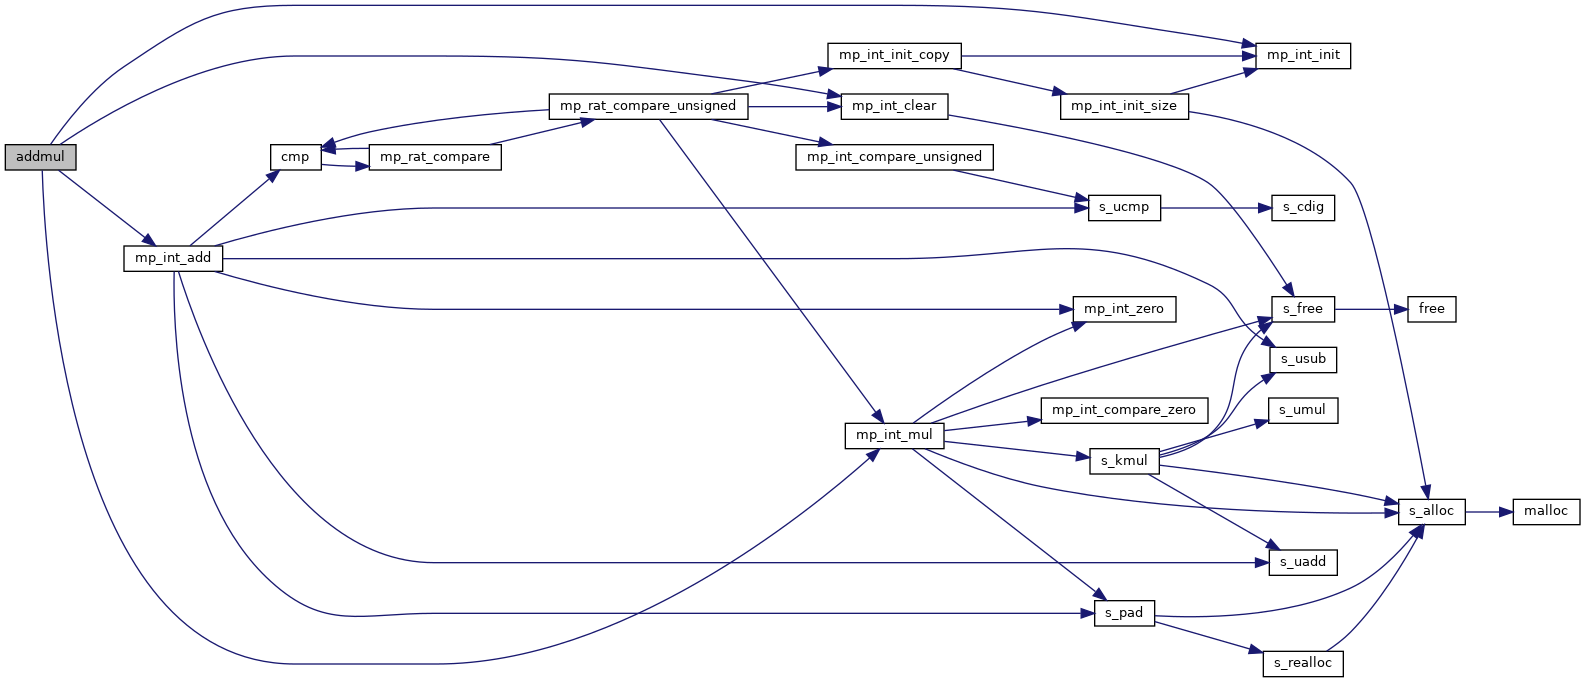 addmul
mp_int_add
cmp
mp_rat_compare
mp_rat_compare_unsigned
mp_int_init_copy
mp_int_clear
mp_int_compare_unsigned
mp_int_mul
mp_int_init
mp_int_init_size
s_ucmp
s_cdig
mp_int_zero
s_free
free
s_usub
mp_int_compare_zero
s_umul
s_kmul
s_alloc
malloc
s_uadd
s_pad
s_realloc